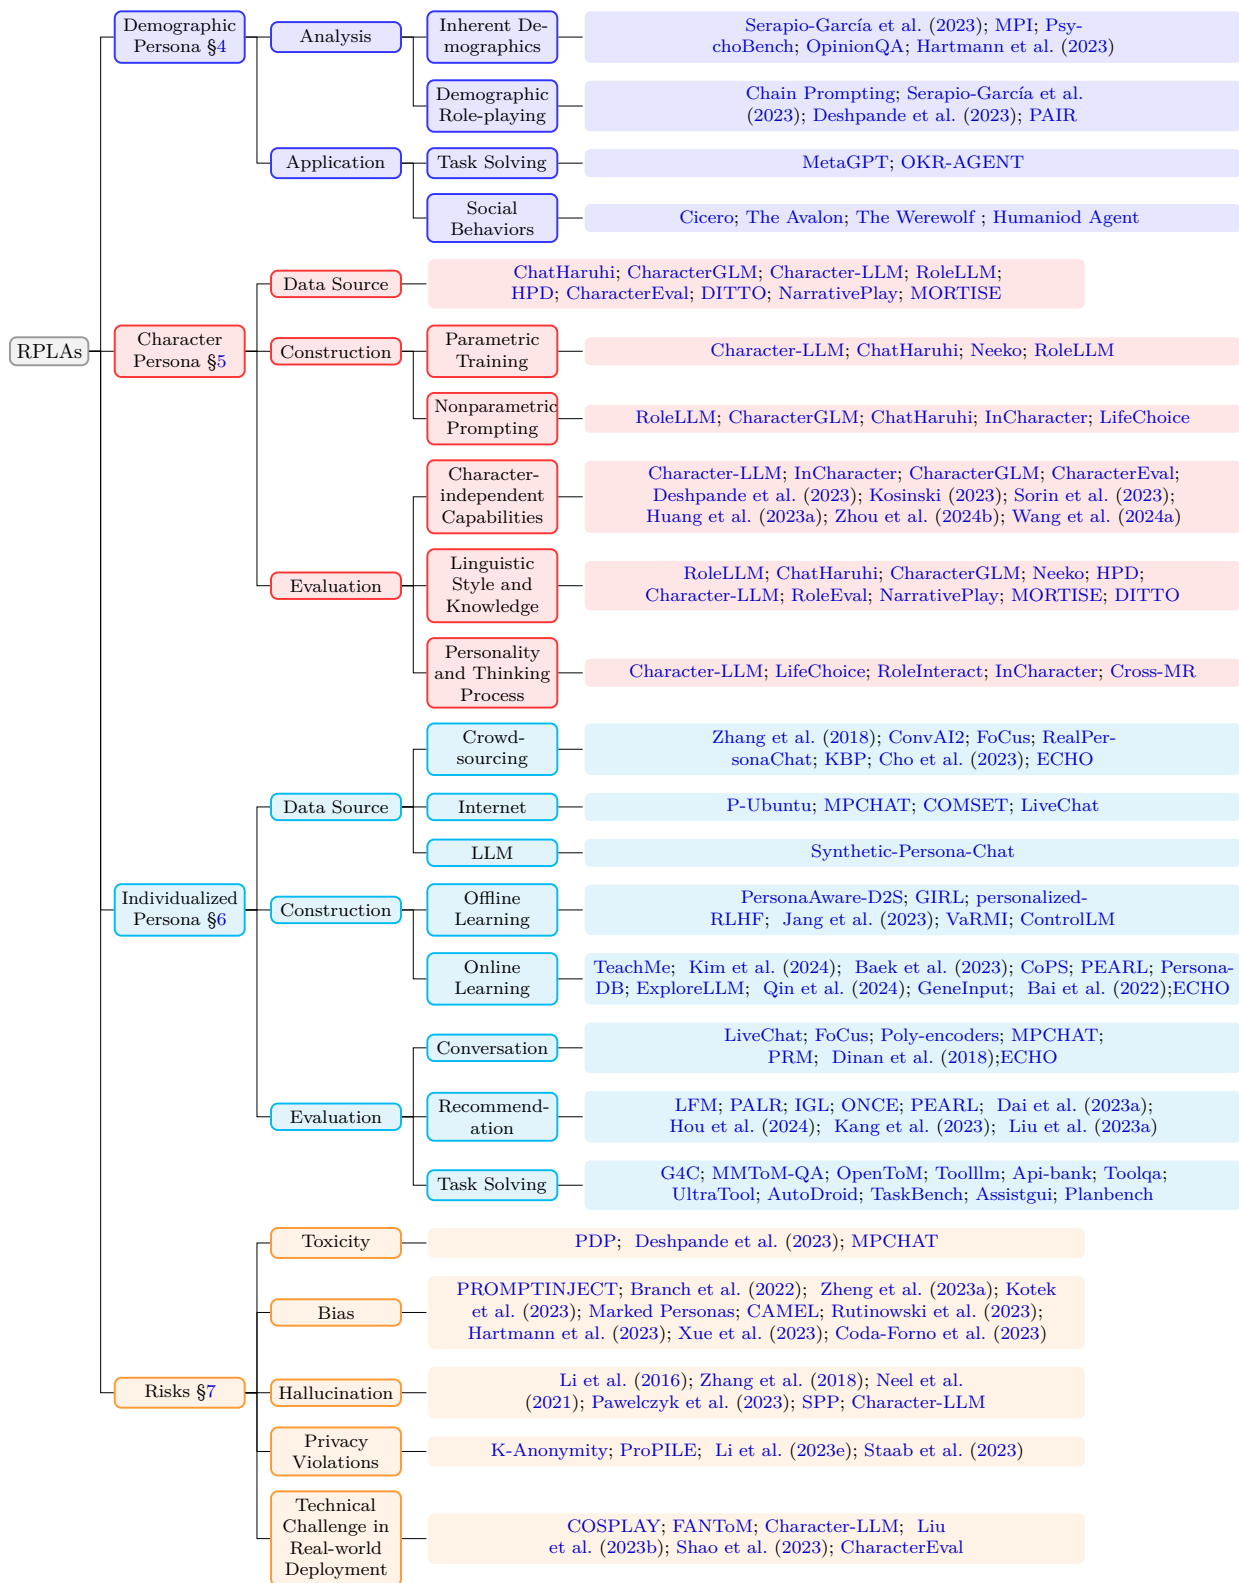 RPLAs
Demographic
Persona §4
Analysis
Inherent De-
mographics
Serapio-García et al. (2023); MPI; Psy-
choBench; OpinionQA; Hartmann et al. (2023)
Demographic
Role-playing
Chain Prompting; Serapio-García et al.
(2023); Deshpande et al. (2023); PAIR
Application
Task Solving
MetaGPT; OKR-AGENT
Social
Behaviors
Cicero; The Avalon; The Werewolf ; Humaniod Agent
Character
Persona §5
Data Source
ChatHaruhi; CharacterGLM; Character-LLM; RoleLLM;
HPD; CharacterEval; DITTO; NarrativePlay; MORTISE
Construction
Parametric
Training
Character-LLM; ChatHaruhi; Neeko; RoleLLM
Nonparametric
Prompting
RoleLLM; CharacterGLM; ChatHaruhi; InCharacter; LifeChoice
Evaluation
Character-
independent
Capabilities
Character-LLM; InCharacter; CharacterGLM; CharacterEval;
Deshpande et al. (2023); Kosinski (2023); Sorin et al. (2023);
Huang et al. (2023a); Zhou et al. (2024b); Wang et al. (2024a)
Linguistic
Style and
Knowledge
RoleLLM; ChatHaruhi; CharacterGLM; Neeko; HPD;
Character-LLM; RoleEval; NarrativePlay; MORTISE; DITTO
Personality
and Thinking
Process
Character-LLM; LifeChoice; RoleInteract; InCharacter; Cross-MR
Individualized
Persona §6
Data Source
Crowd-
sourcing
Zhang et al. (2018); ConvAI2; FoCus; RealPer-
sonaChat; KBP; Cho et al. (2023); ECHO
Internet
P-Ubuntu; MPCHAT; COMSET; LiveChat
LLM
Synthetic-Persona-Chat
Construction
Offline
Learning
PersonaAware-D2S; GIRL; personalized-
RLHF; Jang et al. (2023); VaRMI; ControlLM
Online
Learning
TeachMe; Kim et al. (2024); Baek et al. (2023); CoPS; PEARL; Persona-
DB; ExploreLLM; Qin et al. (2024); GeneInput; Bai et al. (2022);ECHO
Evaluation
Conversation
LiveChat; FoCus; Poly-encoders; MPCHAT;
PRM; Dinan et al. (2018);ECHO
Recommend-
ation
LFM; PALR; IGL; ONCE; PEARL; Dai et al. (2023a);
Hou et al. (2024); Kang et al. (2023); Liu et al. (2023a)
Task Solving
G4C; MMToM-QA; OpenToM; Toolllm; Api-bank; Toolqa;
UltraTool; AutoDroid; TaskBench; Assistgui; Planbench
Risks §7
Toxicity
PDP; Deshpande et al. (2023); MPCHAT
Bias
PROMPTINJECT; Branch et al. (2022); Zheng et al. (2023a); Kotek
et al. (2023); Marked Personas; CAMEL; Rutinowski et al. (2023);
Hartmann et al. (2023); Xue et al. (2023); Coda-Forno et al. (2023)
Hallucination
Li et al. (2016); Zhang et al. (2018); Neel et al.
(2021); Pawelczyk et al. (2023); SPP; Character-LLM
Privacy
Violations
K-Anonymity; ProPILE; Li et al. (2023e); Staab et al. (2023)
Technical
Challenge in
Real-world
Deployment
COSPLAY; FANToM; Character-LLM; Liu
et al. (2023b); Shao et al. (2023); CharacterEval